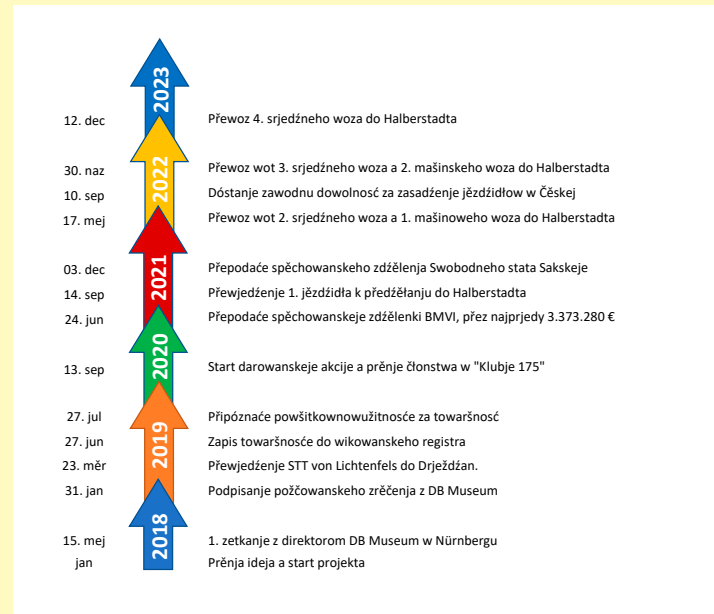 2023
12. dec Přewoz 4. srjedźneho woza do Halberstadta
2022
30. naz Přewoz wot 3. srjedźneho woza a 2. mašinskeho woza do Halberstadta
10. sep Dóstanje zawodnu dowolnosć za zasadźenje jězdźidłow w Čěskej
17. mej Přewoz wot 2. srjedźneho woza a 1. mašinoweho woza do Halberstadta
2021
03. dec Přepodaće spěchowanskeho zdźělenja Swobodneho stata Sakskeje
14. sep Přewjedźenje 1. jězdźidła k předźěłanju do Halberstadta
24. jun Přepodaće spěchowanskeje zdźělenki BMVI, přez najprjedy 3.373.280 €
2020
13. sep Start darowanskeje akcije a prěnje čłonstwa w "Klubje 175"
2019
27. jul Připóznaće powšitkownowužitnosće za towaršnosć
27. jun Zapis towaršnosće do wikowanskeho registra
23. měr Přewjedźenje STT von Lichtenfels do Drježdźan.
31. jan Podpisanje požčowanskeho zrěčenja z DB Museum
2018
15. mej 1. zetkanje z direktorom DB Museum w Nürnbergu
jan Prěnja ideja a start projekta